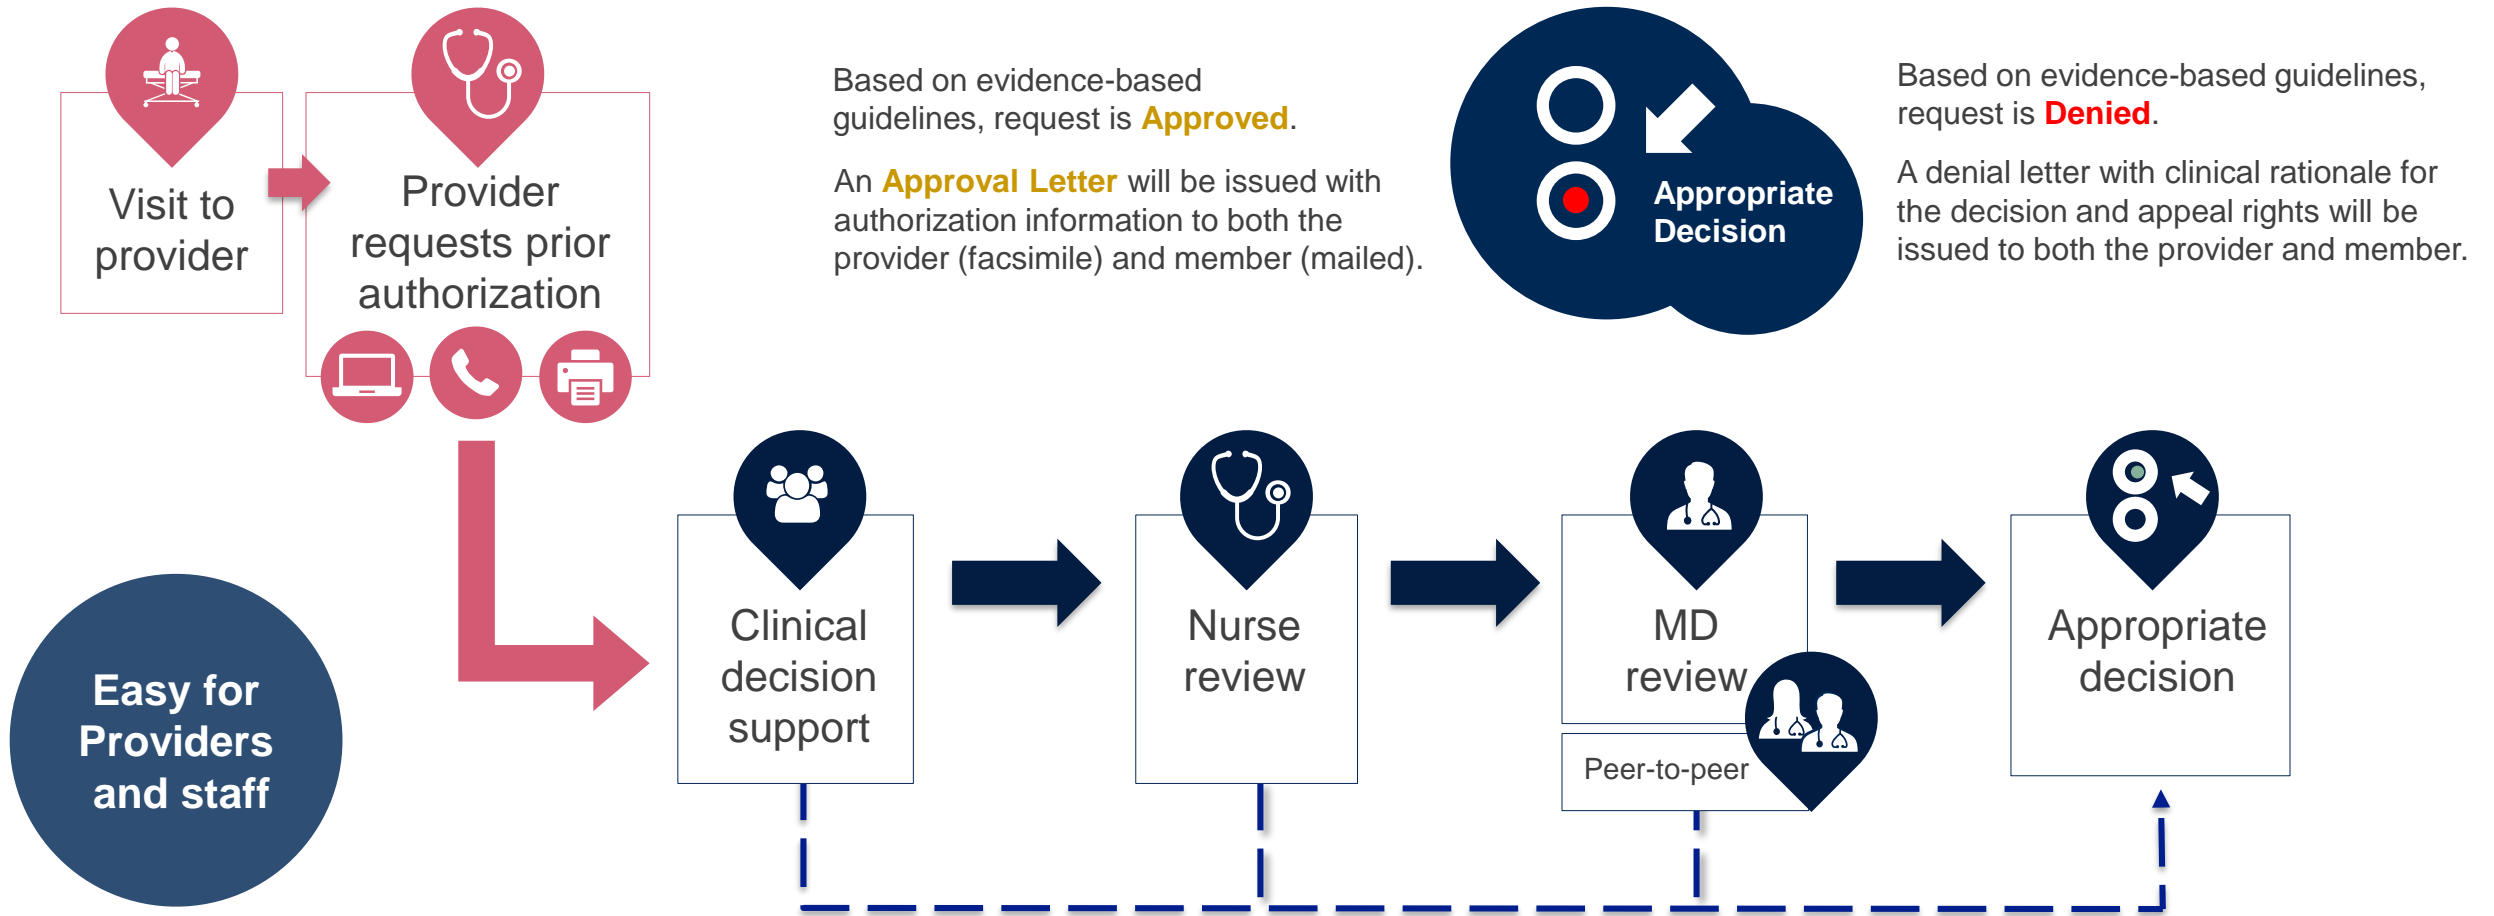 Visit to
provider
Provider
requests prior
authorization
Based on evidence-based
guidelines, request is Approved.
An Approval Letter will be issued with
authorization information to both the
provider (facsimile) and member (mailed).
Appropriate
Decision
Based on evidence-based guidelines,
request is Denied.
A denial letter with clinical rationale for
the decision and appeal rights will be
issued to both the provider and member.
Easy for
Providers
and staff
Clinical
decision
support
Nurse
review
MD
review
Peer-to-peer
Appropriate
decision